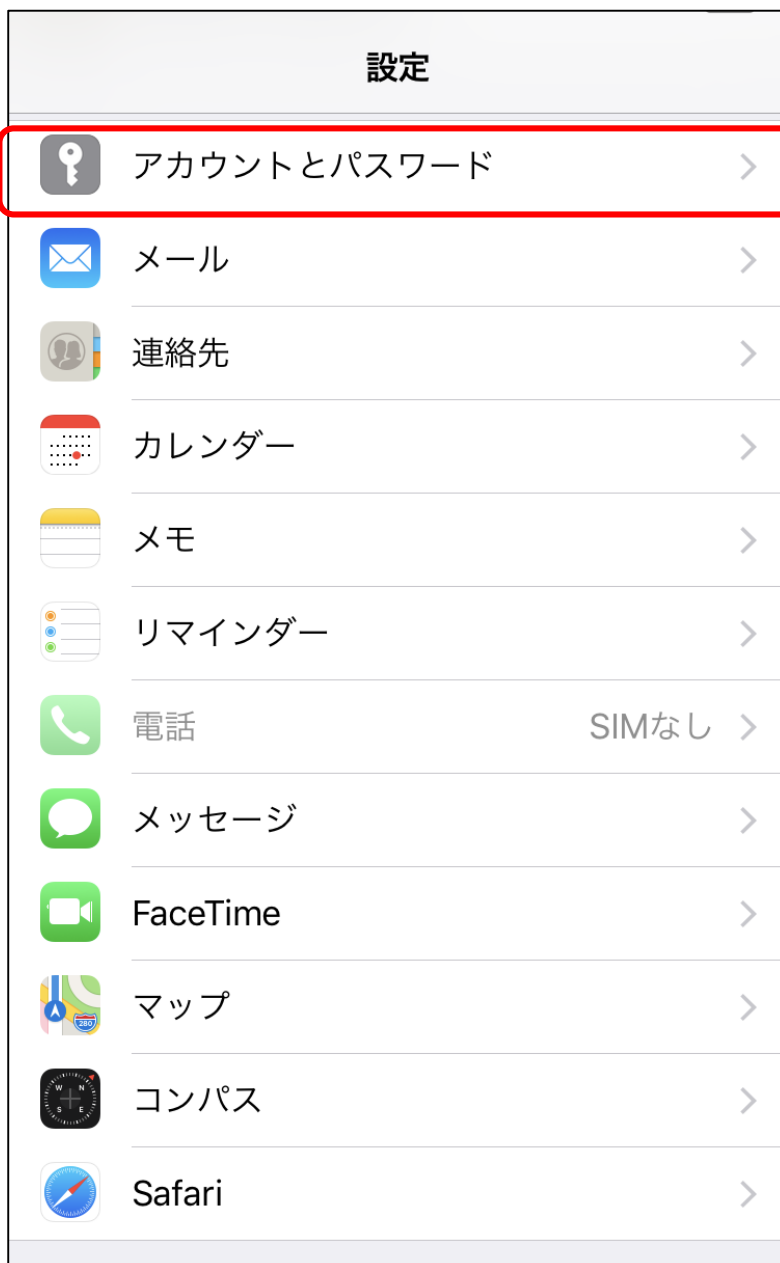 設定
アカウントとパスワード
メール
連絡先
カレンダー
メモ
リマインダー
電話 SIMなし
メッセージ
FaceTime
マップ
280
コンパス
W N
S E
Safari